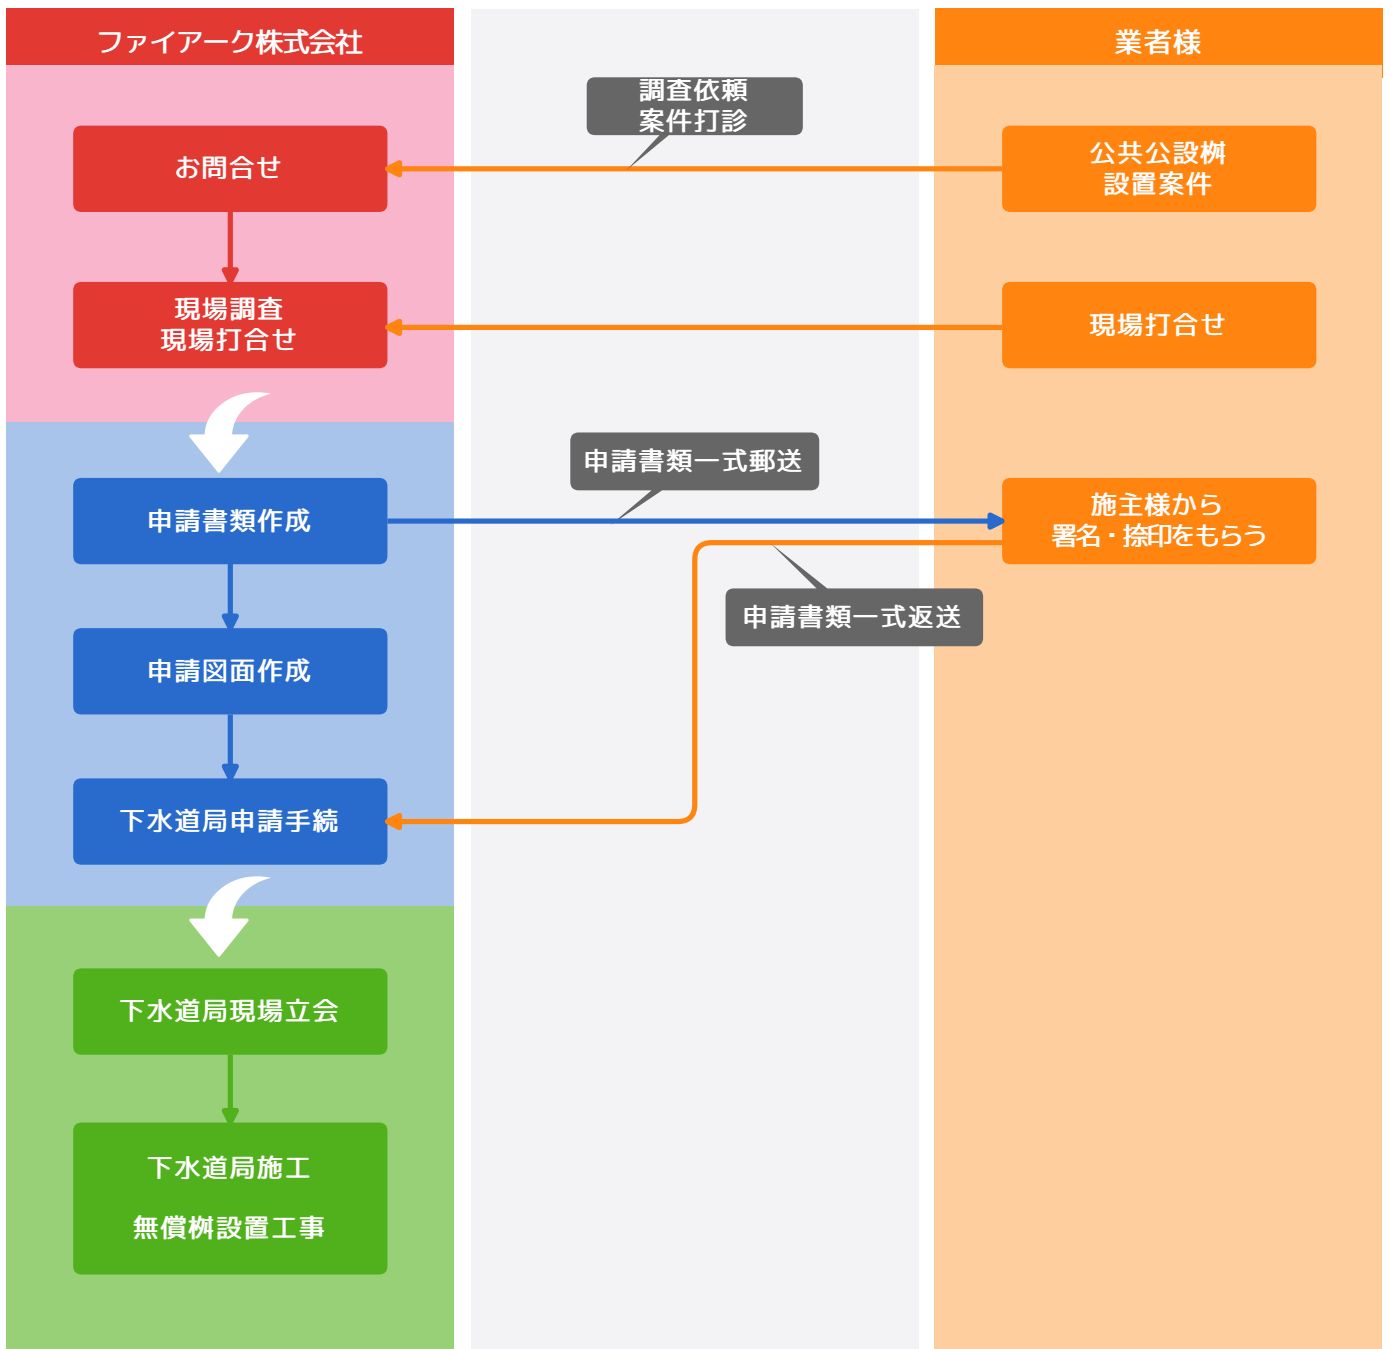 ファイアーク株式会社
業者様
調査依頼
案件打診
お問合せ
公共公設桝
設置案件
現場調査
現場打合せ
現場打合せ
申請書類一式郵送
申請書類作成
施主様から
署名・捺印をもらう
申請書類一式返送
申請図面作成
下水道局申請手続
下水道局現場立会
下水道局施工
無償桝設置工事